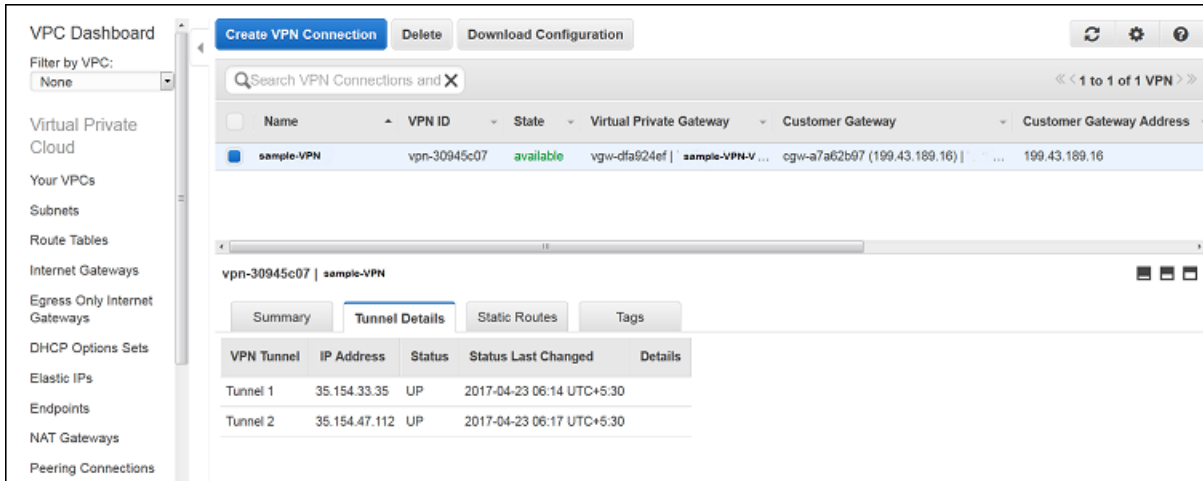 VPC Dashboard
Filter by VPC:
None
Virtual Private
Cloud
Your VPCs
Subnets
Route Tables
Internet Gateways
Egress Only Internet
Gateways
DHCP Options Sets
Elastic IPs
Endpoints
NAT Gateways
Peering Connections
Create VPN Connection Delete Download Configuration
Search VPN Connections and X
1 to 1 of 1 VPN
Name VPN ID State Virtual Private Gateway Customer Gateway Customer Gateway Address
sample-VPN vpn-30945c07 available vgw-dfa924ef | sample-VPN-V... cgw-a7a62b97 (199.43.189.16) | ... 199.43.189.16
vpn-30945c07 | sample-VPN
Summary Tunnel Details Static Routes Tags
VPN Tunnel IP Address Status Status Last Changed Details
Tunnel 1 35.154.33.35 UP 2017-04-23 06:14 UTC+5:30
Tunnel 2 35.154.47.112 UP 2017-04-23 06:17 UTC+5:30